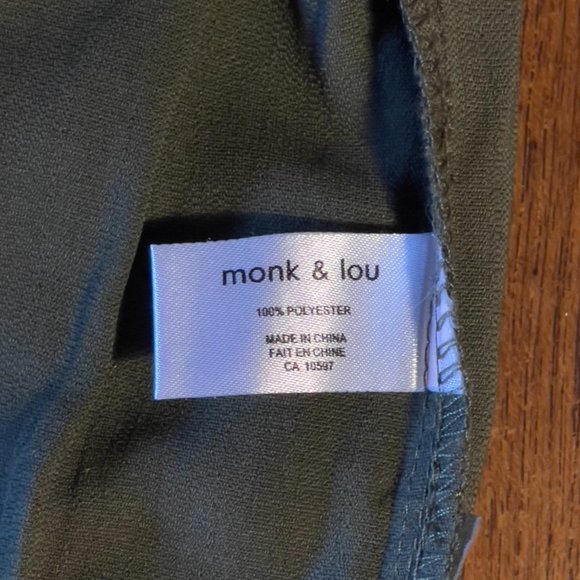 monk & lou
100% POLYESTER
MADE IN CHINA
FAIT EN CHINE
CA 10597